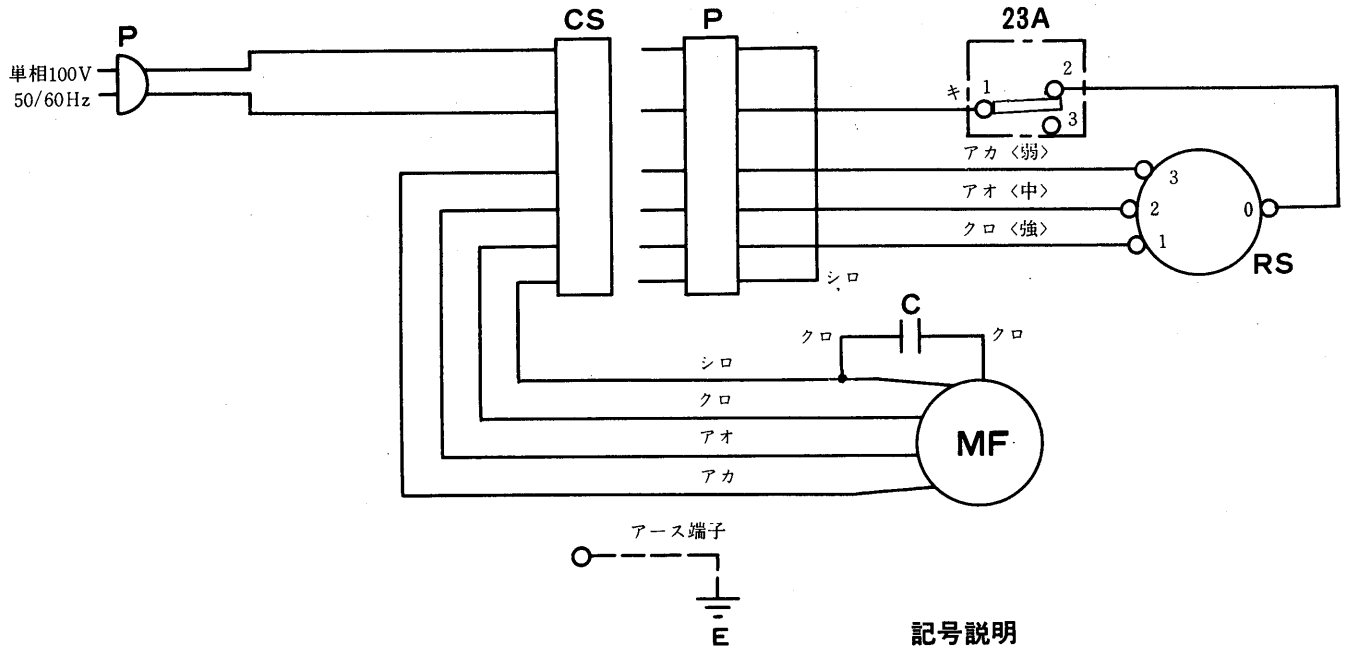 CS
P
23A
P
単相100V
50/60Hz
キ
1
2
3
アカ〈弱〉
3
アオ〈中〉
2
0
クロ〈強〉
1
RS
シロ
C
クロ
クロ
シロ
クロ
MF
アオ
アカ
アース端子
E
記号説明